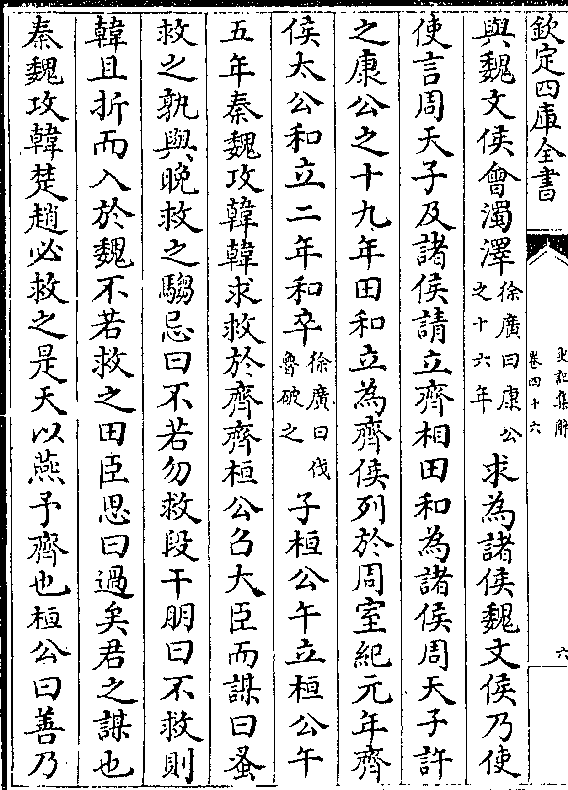 欽定四庫全書
史記集解
卷四十六
六
與魏文侯會濁澤徐廣曰康公之十六年求為諸侯魏文侯乃使
使言周天子及諸侯請立齊相田和為諸侯周天子許
之康公之十九年田和立為齊侯列於周室紀元年齊
侯太公和立二年和卒徐廣曰伐魯破之子桓公午立桓公午
五年秦魏攻韓韓求救於齊齊桓公召大臣而謀曰蚤
救之孰與晚救之騶忌曰不若勿救段干朋曰不救則
韓且折而入於魏不若救之田臣思曰過矣君之謀也
秦魏攻韓楚趙必救之是天以燕予齊也桓公曰善乃